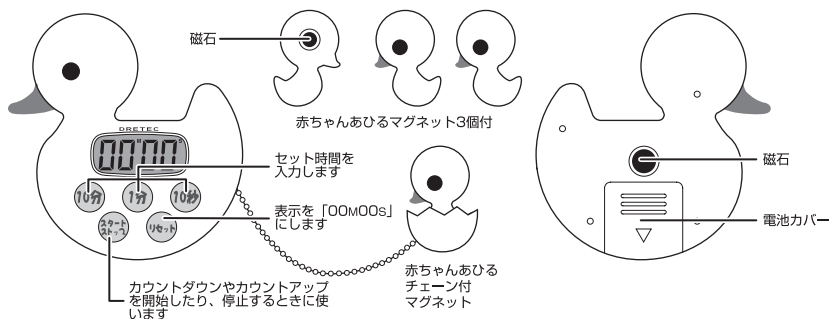 磁石
赤ちゃんあひるマグネット3個付
DRETEC
00M00S
セット時間を
入力します
10分
1分
10秒
表示を「00M00S」
にします
スタート
ストップ
リセット
カウントダウンやカウントアップ
を開始したり、停止するときに使
います
赤ちゃんあひる
チェーン付
マグネット
磁石
電池カバー